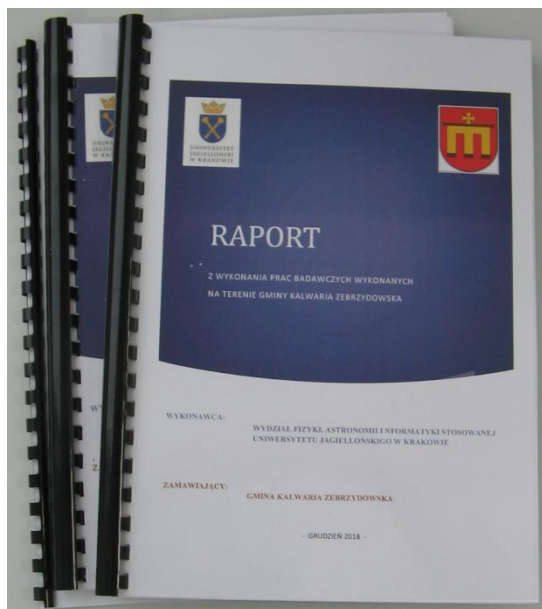 UNIWERSYTET
JAGIELLOŃSKI
W KRAKOWIE
RAPORT
Z WYKONANIA PRAC BADAWCZYCH WYKONANYCH
NA TERENIE GMINY KALWARIA ZEBRZYDOWSKA
WYKONAWCA:
WYDZIAŁ FIZYKI, ASTRONOMII I NFORMATYKI STOSOWANEJ
UNIWERSYTETU JAGIELLOŃSKIEGO W KRAKOWIE
ZAMAWIAJĄCY:
GMINA KALWARIA ZEBRZYDOWSKA
- GRUDZIEŃ 2018 -